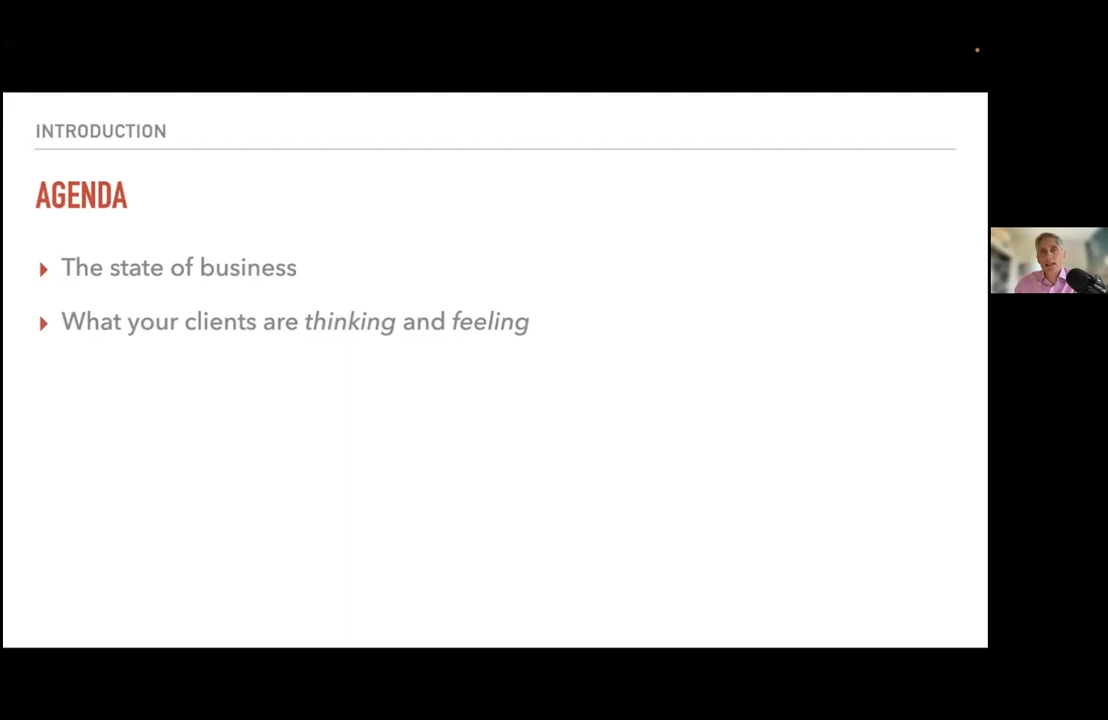 INTRODUCTION
AGENDA
The state of business
What your clients are thinking and feeling